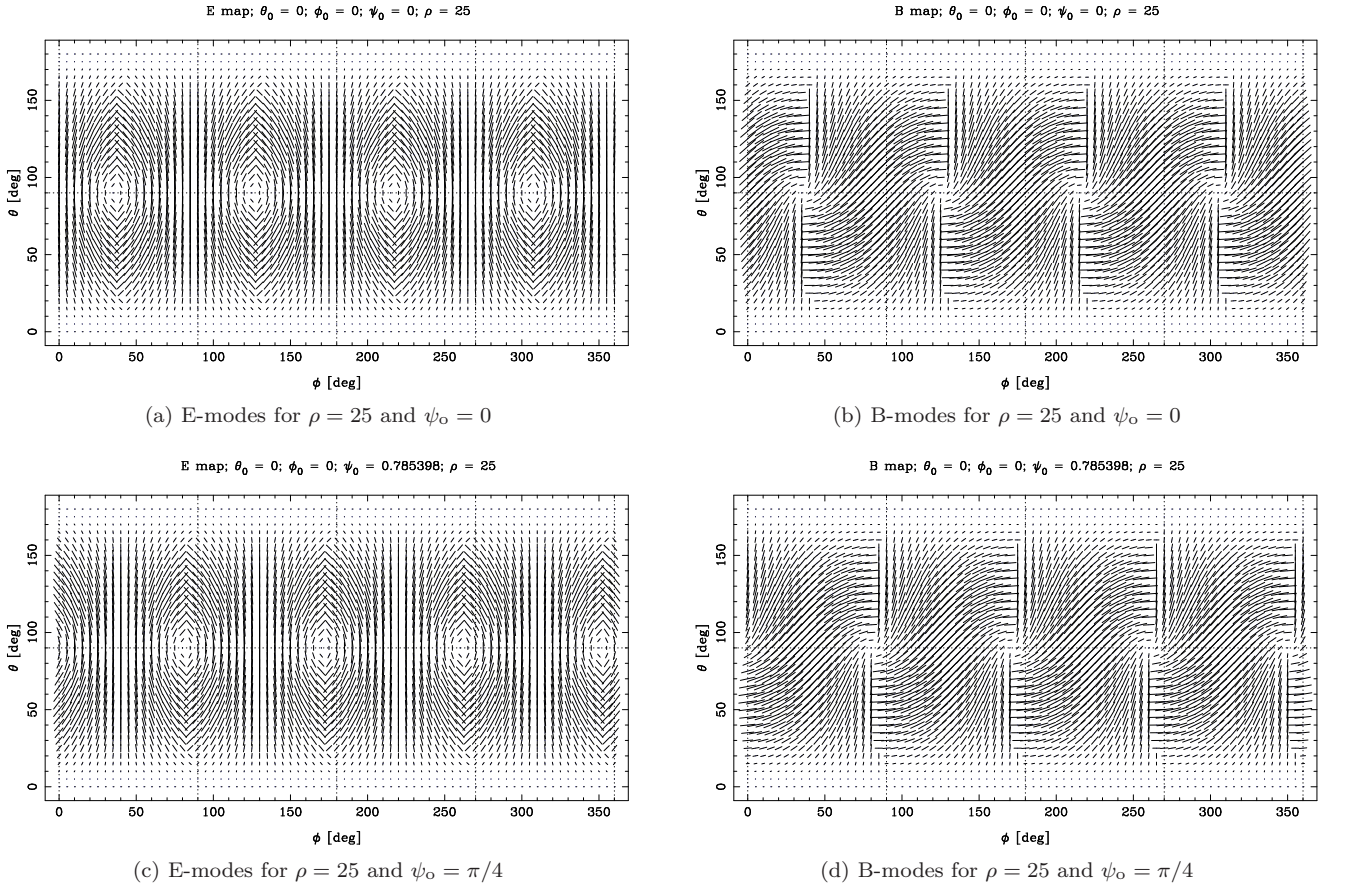 E map; θ₀ = 0; ϕ₀ = 0; ψ₀ = 0; ρ = 25
θ [deg]
0 50 100 150
0 50 100 150 200 250 300 350
ϕ [deg]
(a) E-modes for ρ = 25 and ψₒ = 0
B map; θ₀ = 0; ϕ₀ = 0; ψ₀ = 0; ρ = 25
θ [deg]
0 50 100 150
0 50 100 150 200 250 300 350
ϕ [deg]
(b) B-modes for ρ = 25 and ψₒ = 0
E map; θ₀ = 0; ϕ₀ = 0; ψ₀ = 0.785398; ρ = 25
θ [deg]
0 50 100 150
0 50 100 150 200 250 300 350
ϕ [deg]
(c) E-modes for ρ = 25 and ψₒ = π/4
B map; θ₀ = 0; ϕ₀ = 0; ψ₀ = 0.785398; ρ = 25
θ [deg]
0 50 100 150
0 50 100 150 200 250 300 350
ϕ [deg]
(d) B-modes for ρ = 25 and ψₒ = π/4